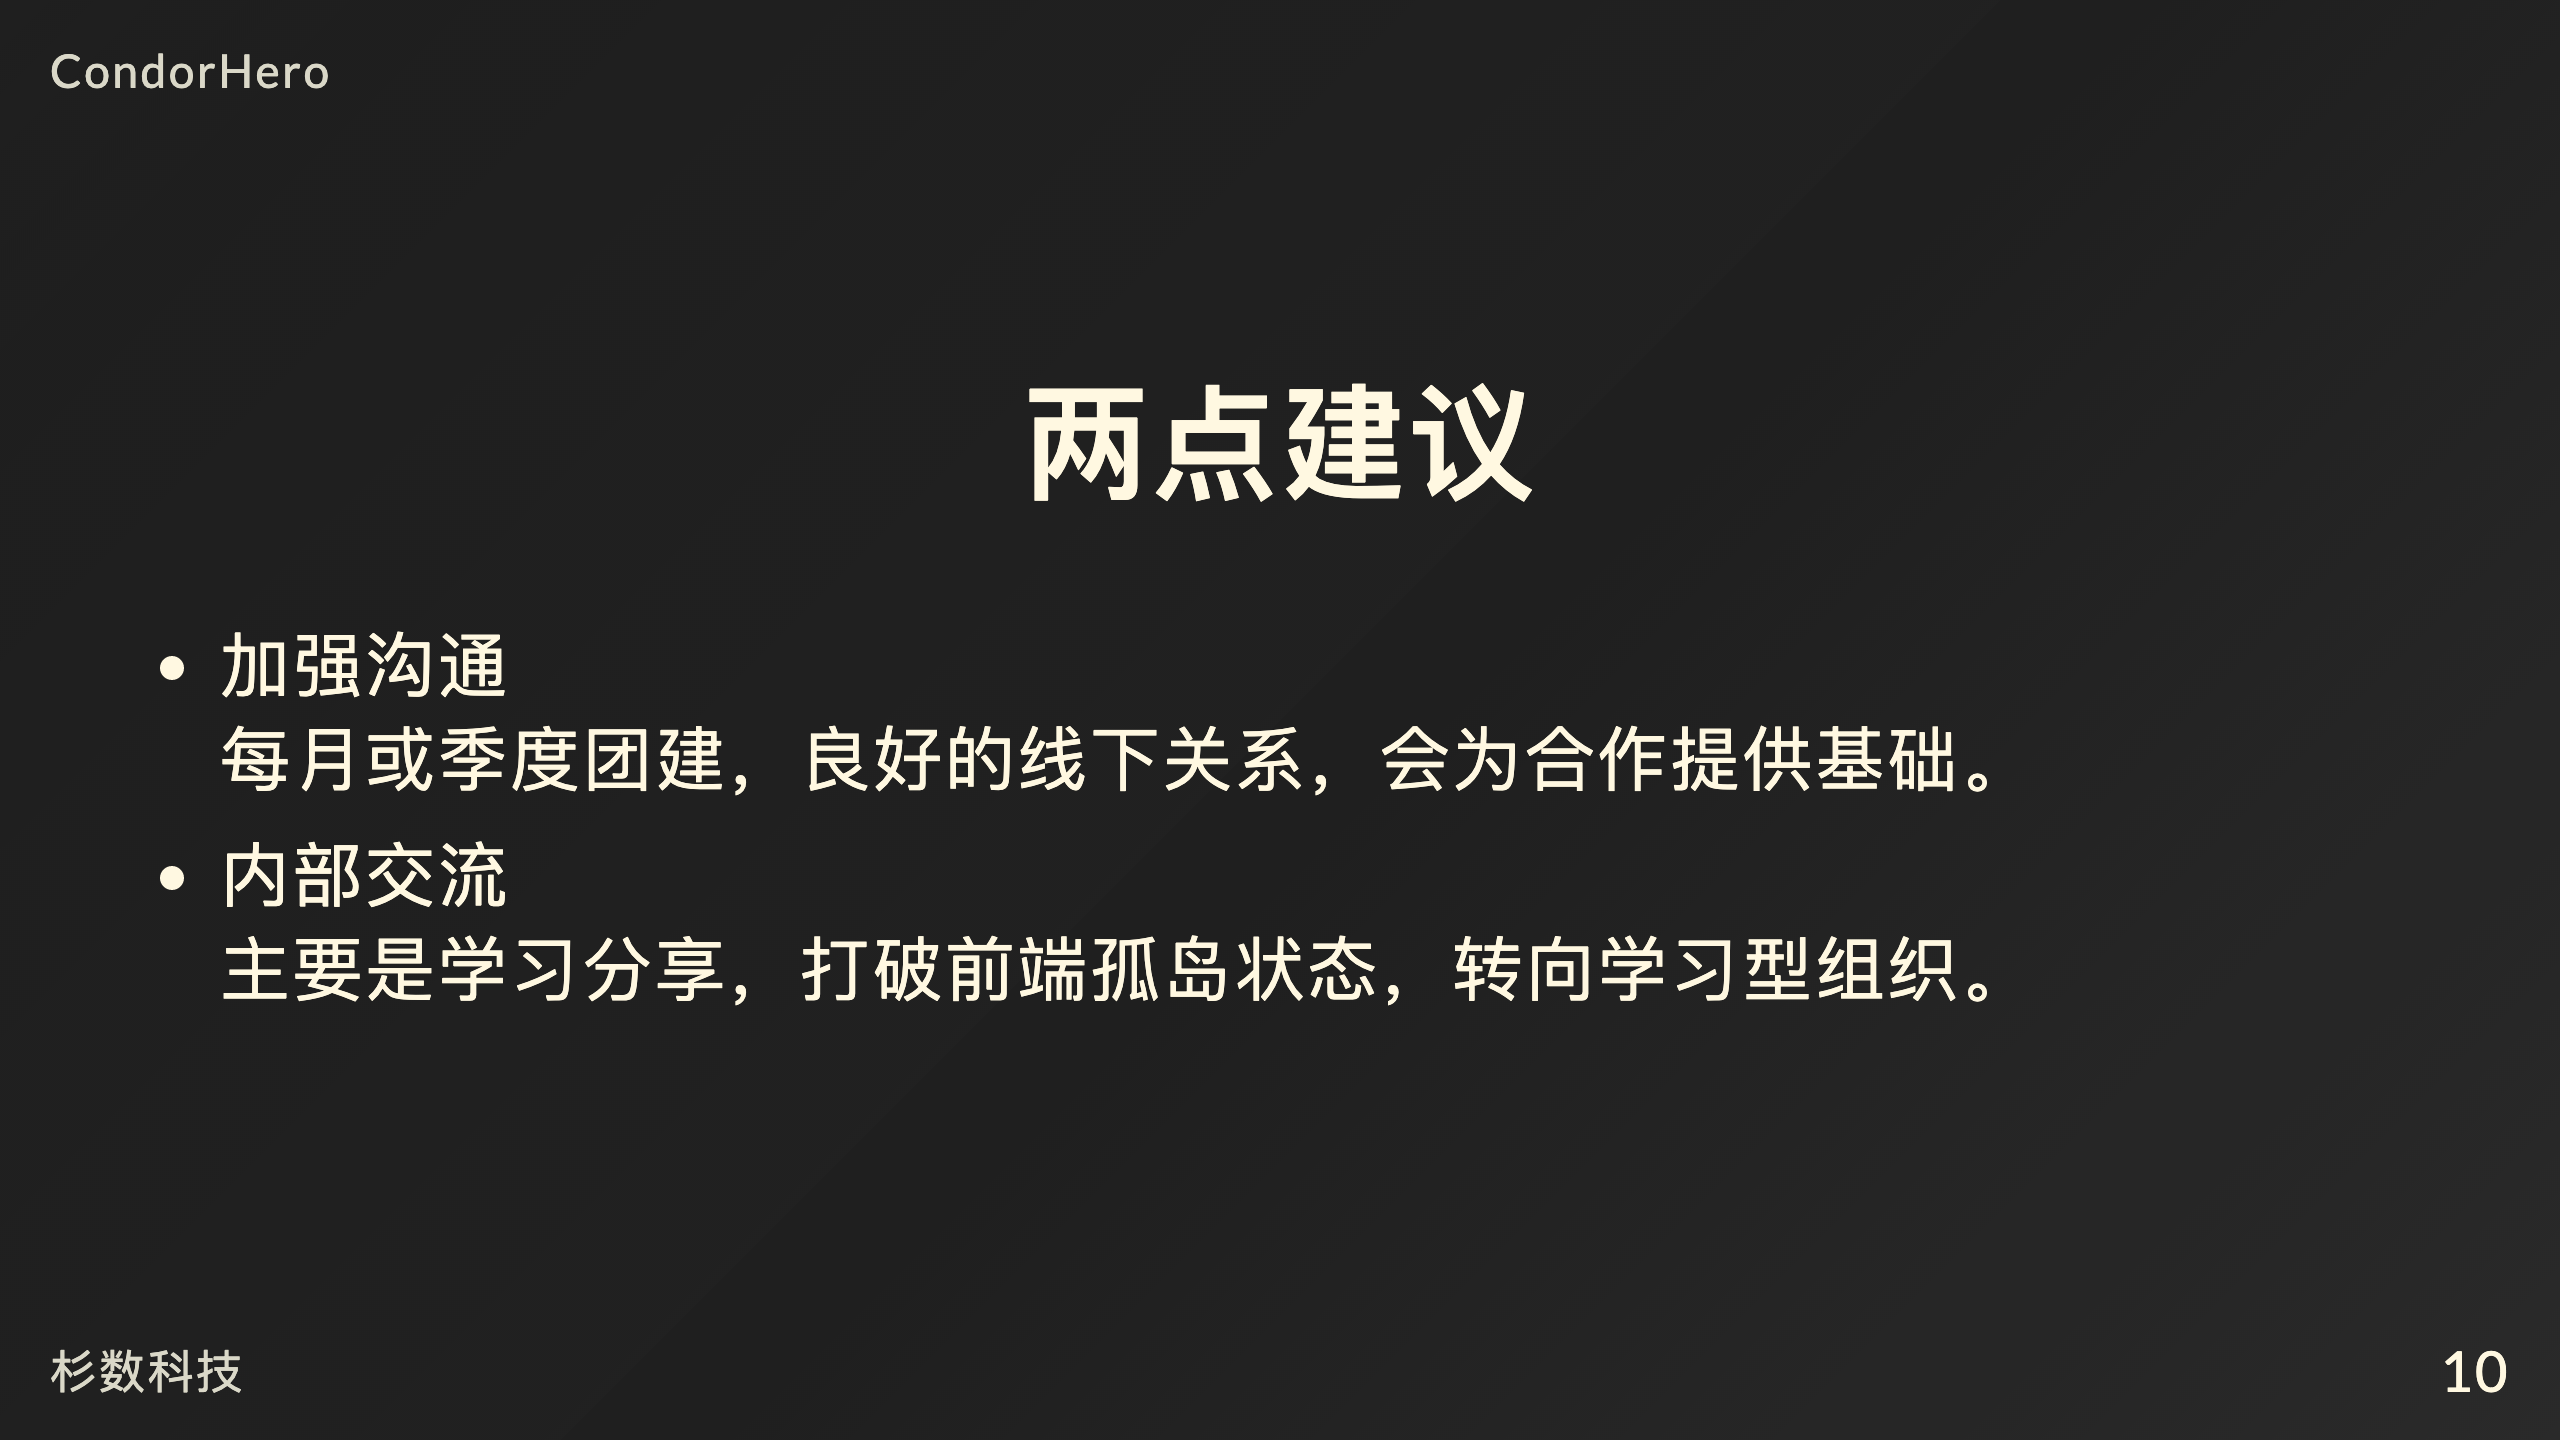 CondorHero
两点建议
• 加强沟通
每月或季度团建，良好的线下关系，会为合作提供基础。
• 内部交流
主要是学习分享，打破前端孤岛状态，转向学习型组织。
杉数科技
10